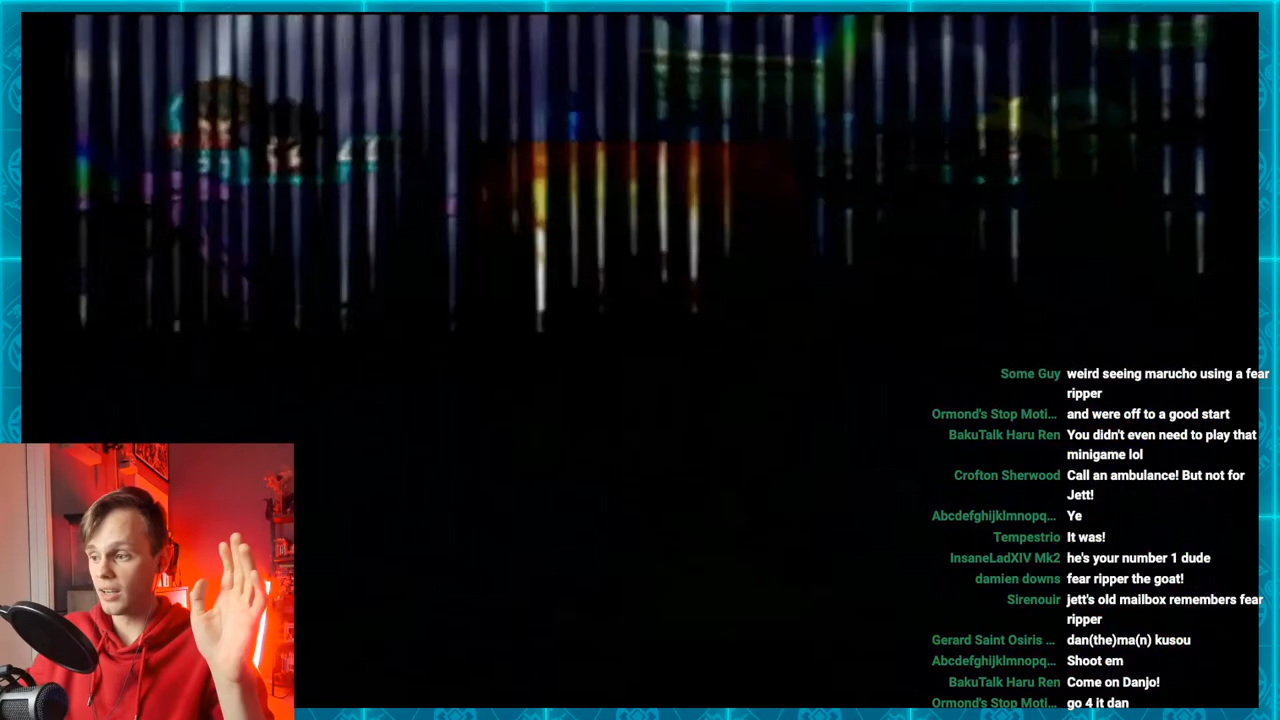 Some Guy weird seeing marucho using a fear
ripper
Ormond's Stop Moti... and were off to a good start
BakuTalk Haru Ren You didn't even need to play that
minigame lol
Crofton Sherwood Call an ambulance! But not for
Jett!
Abcdefghijklmnopq... Ye
Tempestrio It was!
InsaneLadXIV Mk2 he's your number 1 dude
damien downs fear ripper the goat!
Sirenouir jett's old mailbox remembers fear
ripper
Gerard Saint Osiris ... dan(the)ma(n) kusou
Abcdefghijklmnopq... Shoot em
BakuTalk Haru Ren Come on Danjo!
Ormond's Stop Moti... go 4 it dan